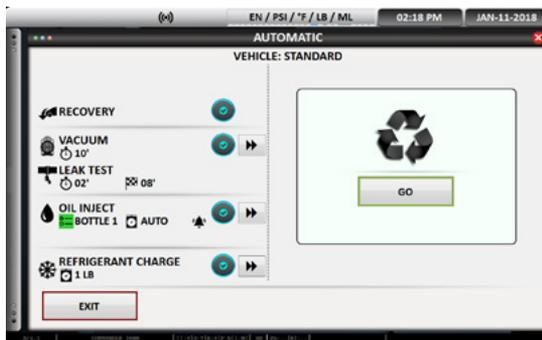 ((•)) EN / PSI / °F / LB / ML 02:18 PM JAN-11-2018
AUTOMATIC
VEHICLE: STANDARD
RECOVERY
VACUUM
10'
LEAK TEST
02' 08'
OIL INJECT
BOTTLE 1 AUTO
REFRIGERANT CHARGE
1 LB
GO
EXIT